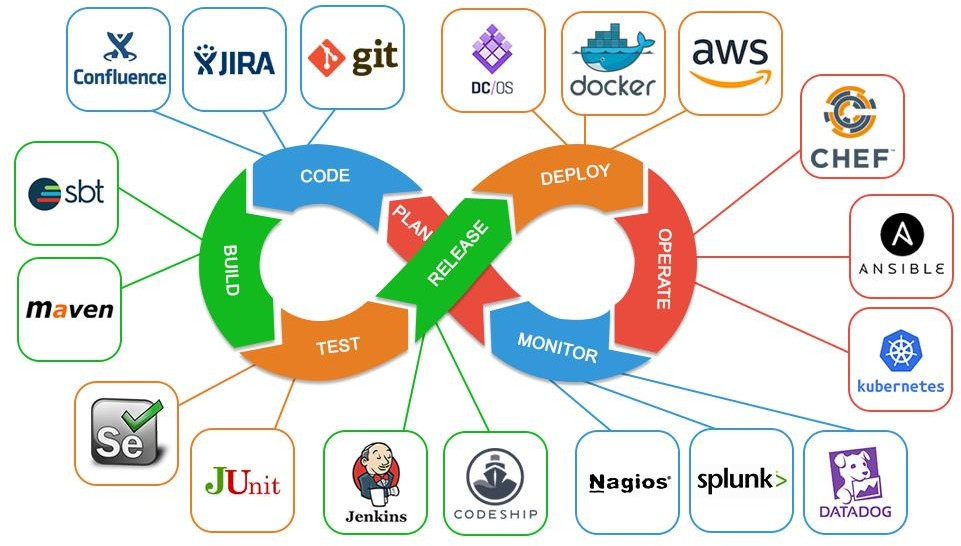 Confluence
JIRA
git
DC/OS
docker
aws
CHEF™
sbt
CODE
DEPLOY
PLAN
RELEASE
BUILD
OPERATE
ANSIBLE
maven
TEST
MONITOR
kubernetes
Se
JUnit
Jenkins
CODESHIP
Nagios®
splunk>
DATADOG